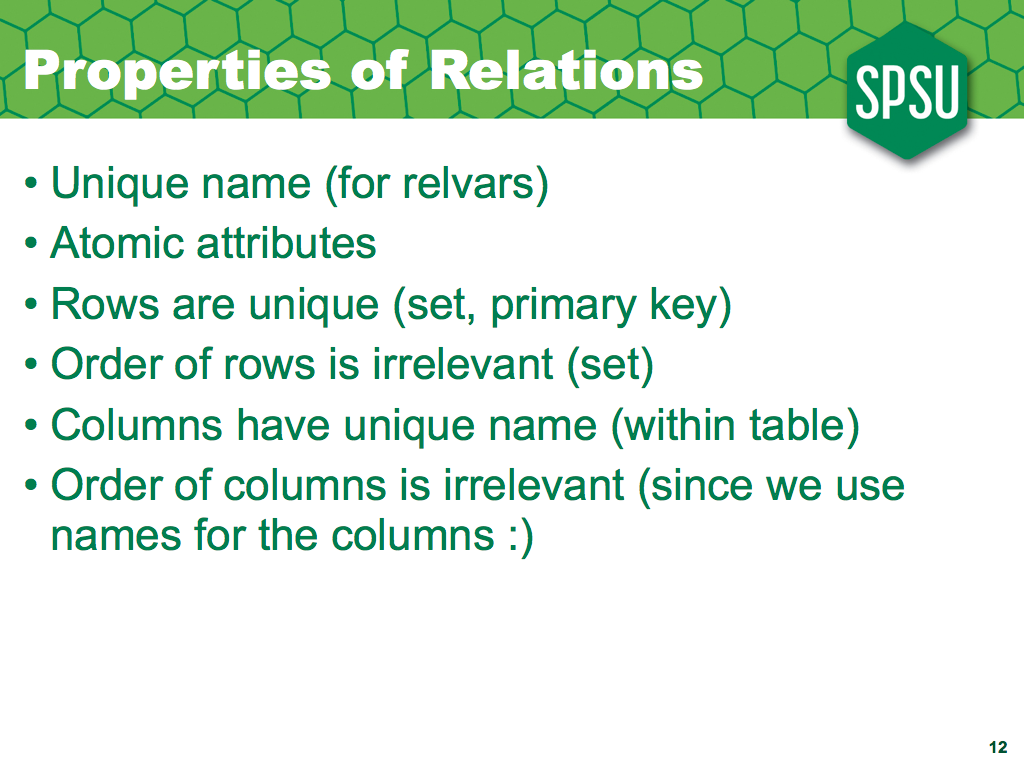 Properties of Relations
SPSU
• Unique name (for relvars)
• Atomic attributes
• Rows are unique (set, primary key)
• Order of rows is irrelevant (set)
• Columns have unique name (within table)
• Order of columns is irrelevant (since we use
names for the columns :)
12